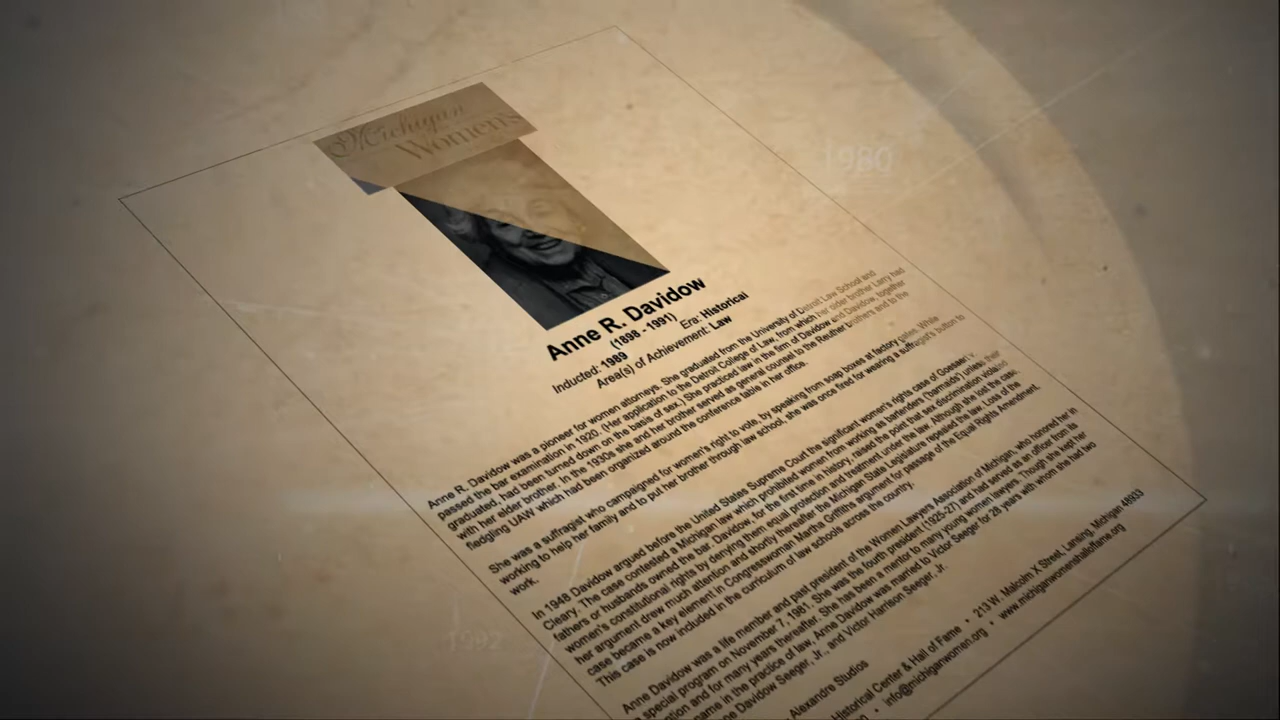 Michigan
Women's
Anne R. Davidow
(1898 - 1991)
Inducted: 1989 Era: Historical
Area(s) of Achievement: Law
Anne R. Davidow was a pioneer for women attorneys. She graduated from the University of Detroit Law School and
passed the bar examination in 1920. (Her application to the Detroit College of Law, from which her older brother Larry had
graduated, had been turned down on the basis of sex.) She practiced law in the firm of Davidow and Davidow, together
with her elder brother. In the 1930s she and her brother served as general counsel to the Reuther brothers and to the
fledgling UAW which had been organized around the conference table in her office.
She was a suffragist who campaigned for women's right to vote, by speaking from soap boxes at factory gates. While
working to help her family and to put her brother through law school, she was once fired for wearing a suffragist's button to
work.
In 1948 Davidow argued before the United States Supreme Court the significant women's rights case of Goesaert v.
Cleary. The case contested a Michigan law which prohibited women from working as bartenders ('barmaids') unless their
fathers or husbands owned the bar. Davidow, for the first time in history, raised the point that sex discrimination violated
women's constitutional rights by denying them equal protection and treatment under the law. Although she lost the case,
her argument drew much attention and shortly thereafter the Michigan State Legislature repealed the law. Loss of the
case became a key element in Congresswoman Martha Griffiths argument for passage of the Equal Rights Amendment.
This case is now included in the curriculum of law schools across the country.
Anne Davidow was a life member and past president of the Women Lawyers Association of Michigan, who honored her in
special program on November 7, 1981. She was the fourth president (1925-27) and had served as an officer from its
and for many years thereafter. She has been a mentor to many young women lawyers. Though she kept her
name in the practice of law, Anne Davidow was married to Victor Seeger for 28 years with whom she had two
Davidow Seeger, Jr., and Victor Harrison Seeger, Jr.
Alexandre Studios
Historical Center & Hall of Fame • 213 W. Malcolm X Street, Lansing, Michigan 48933
• info@michiganwomen.org • www.michiganwomenshalloffame.org
1980
1992